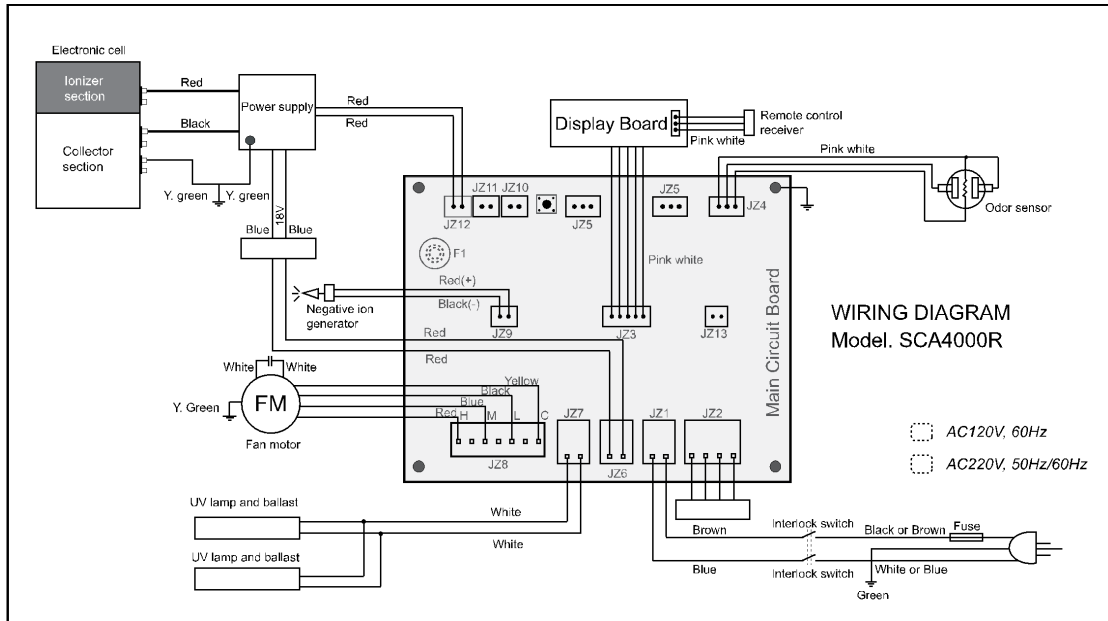 Electronic cell
Ionizer
section
Red
Power supply
Red
Red
Black
Collector
section
Y. green
Y. green
18V
Blue
Blue
Display Board
Remote control
receiver
Pink white
Pink white
Odor sensor
JZ11
JZ10
JZ12
JZ5
JZ5
JZ4
F1
Pink white
Red(+)
Black(-)
Negative ion
generator
JZ9
JZ3
JZ13
Red
Red
Main Circuit Board
WIRING DIAGRAM
Model. SCA4000R
White
White
Y. Green
FM
Fan motor
Yellow
Black
Blue
Red
H
M
L
C
JZ8
JZ7
JZ6
JZ1
JZ2
AC120V, 60Hz
AC220V, 50Hz/60Hz
UV lamp and ballast
White
White
UV lamp and ballast
Brown
Interlock switch
Black or Brown
Fuse
Blue
Interlock switch
White or Blue
Green